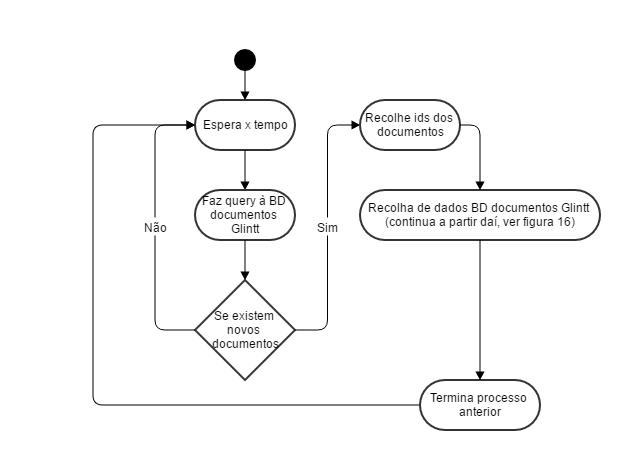 Espera x tempo
Recolhe ids dos
documentos
Faz query à BD
documentos
Glintt
Recolha de dados BD documentos Glintt
(continua a partir daí, ver figura 16)
Não
Sim
Se existem
novos
documentos
Termina processo
anterior